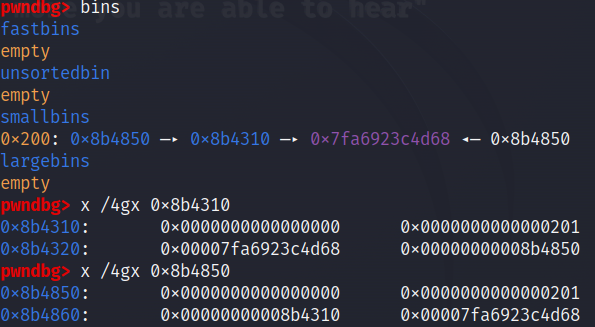 pwndbg> bins
fastbins
empty
unsortedbin
empty
smallbins
0×200: 0×8b4850 —▸ 0×8b4310 —▸ 0×7fa6923c4d68 ◂— 0×8b4850
largebins
empty
pwndbg> x /4gx 0×8b4310
0×8b4310:	0×0000000000000000	0×0000000000000201
0×8b4320:	0×00007fa6923c4d68	0×00000000008b4850
pwndbg> x /4gx 0×8b4850
0×8b4850:	0×0000000000000000	0×0000000000000201
0×8b4860:	0×00000000008b4310	0×00007fa6923c4d68